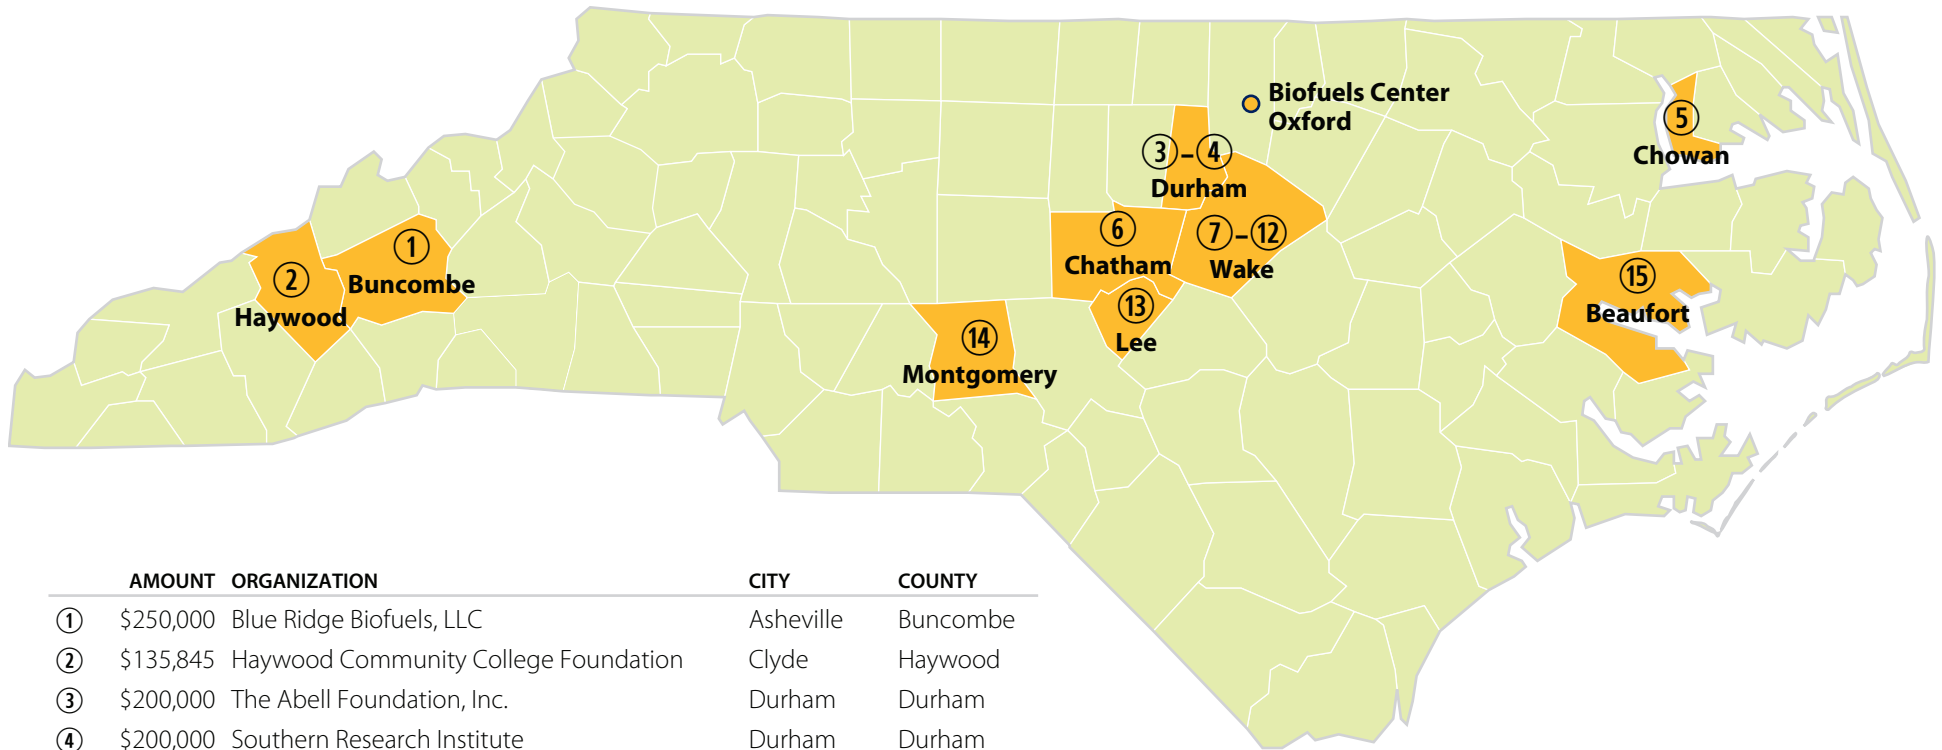 Biofuels Center
Oxford
③–④
Durham
⑤
Chowan
①
Buncombe
②
Haywood
⑥
Chatham
⑦–⑫
Wake
⑬
Lee
⑭
Montgomery
⑮
Beaufort
AMOUNT ORGANIZATION CITY COUNTY
① $250,000 Blue Ridge Biofuels, LLC Asheville Buncombe
② $135,845 Haywood Community College Foundation Clyde Haywood
③ $200,000 The Abell Foundation, Inc. Durham Durham
④ $200,000 Southern Research Institute Durham Durham